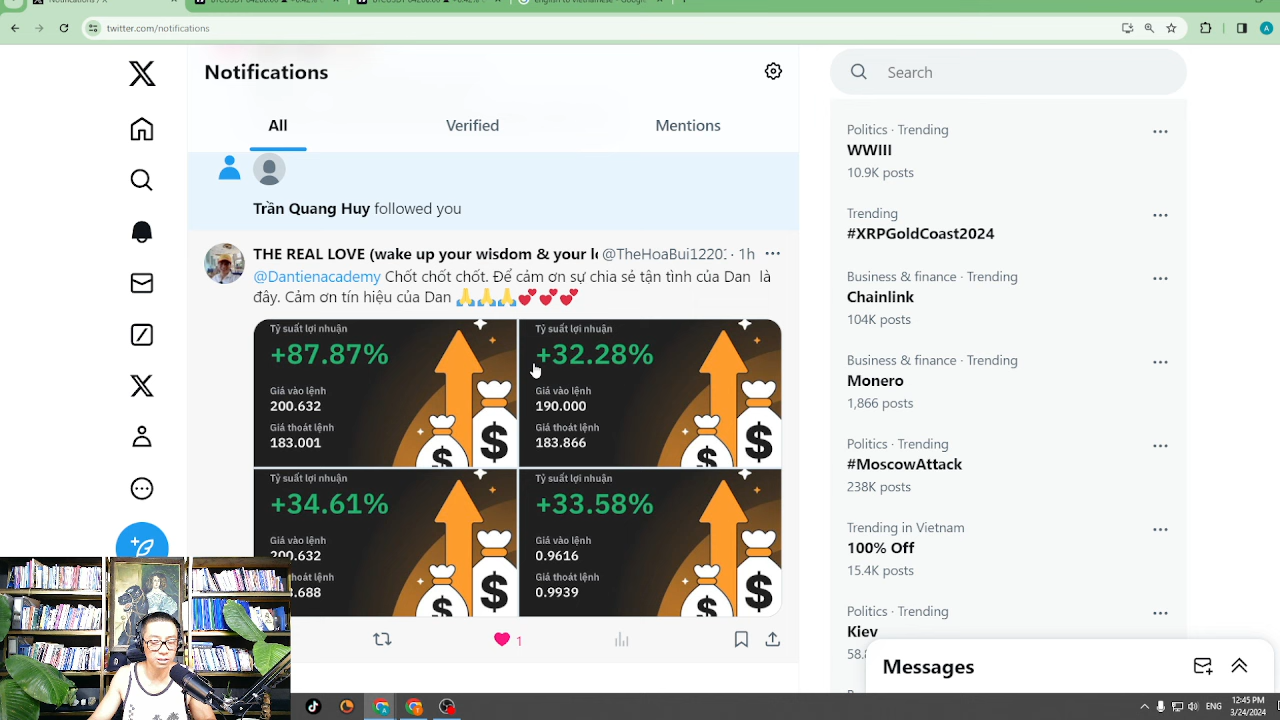 twitter.com/notifications
Notifications
All
Verified
Mentions
Trần Quang Huy followed you
THE REAL LOVE (wake up your wisdom & your l
@TheHoaBui1220 · 1h
@Dantienacademy Chốt chốt chốt. Để cảm ơn sự chia sẻ tận tình của Dan là
đây. Cảm ơn tín hiệu của Dan 🙏🙏🙏💕💕💕
Tỷ suất lợi nhuận
+87.87%
Giá vào lệnh
200.632
Giá thoát lệnh
183.001
Tỷ suất lợi nhuận
+32.28%
Giá vào lệnh
190.000
Giá thoát lệnh
183.866
Tỷ suất lợi nhuận
+34.61%
Giá vào lệnh
200.632
thoát lệnh
.688
Tỷ suất lợi nhuận
+33.58%
Giá vào lệnh
0.9616
Giá thoát lệnh
0.9939
1
Search
Politics · Trending
WWIII
10.9K posts
Trending
#XRPGoldCoast2024
Business & finance · Trending
Chainlink
104K posts
Business & finance · Trending
Monero
1,866 posts
Politics · Trending
#MoscowAttack
238K posts
Trending in Vietnam
100% Off
15.4K posts
Politics · Trending
Kiev
58.
Messages
ENG
12:45 PM
3/24/2024